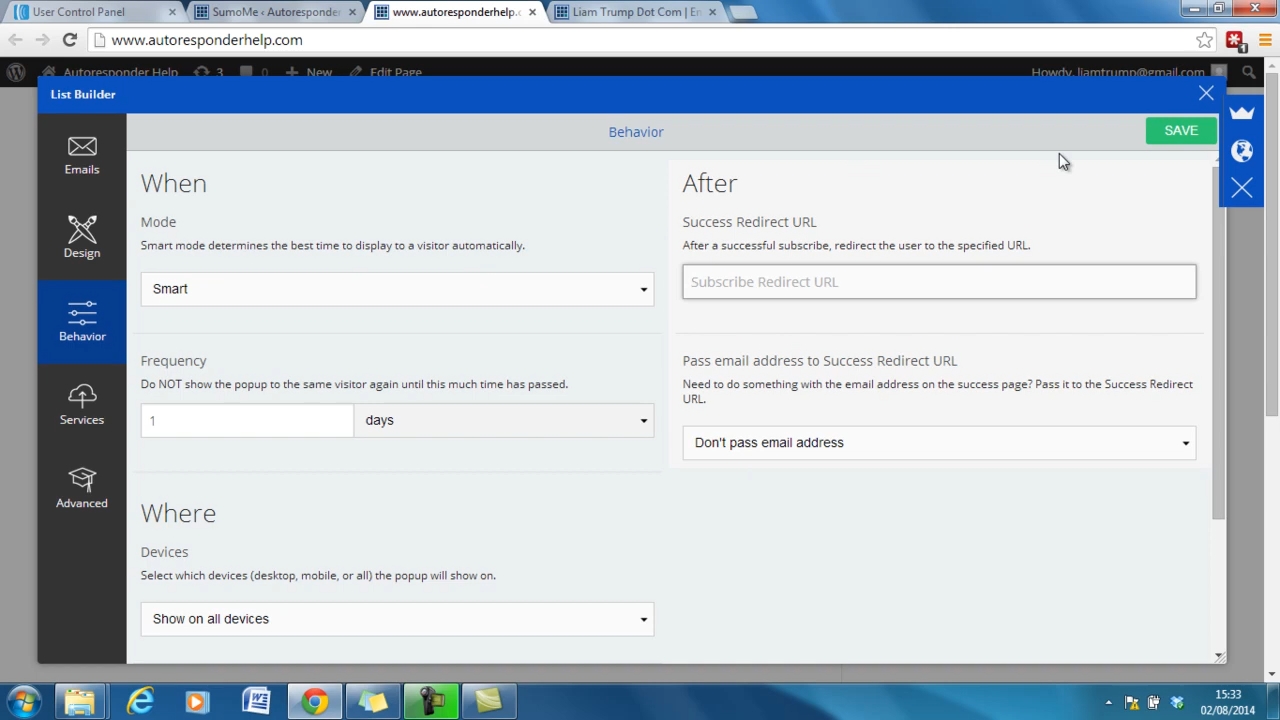 User Control Panel
SumoMe ‹ Autoresponder
www.autoresponderhelp.c
Liam Trump Dot Com | En
www.autoresponderhelp.com
1
Autoresponder Help
3
0
New
Edit Page
Howdy, liamtrump@gmail.com
List Builder
Behavior
SAVE
Emails
Design
Behavior
Services
Advanced
When
Mode
Smart mode determines the best time to display to a visitor automatically.
Smart
Frequency
Do NOT show the popup to the same visitor again until this much time has passed.
1
days
Where
Devices
Select which devices (desktop, mobile, or all) the popup will show on.
Show on all devices
After
Success Redirect URL
After a successful subscribe, redirect the user to the specified URL.
Subscribe Redirect URL
Pass email address to Success Redirect URL
Need to do something with the email address on the success page? Pass it to the Success Redirect
URL.
Don't pass email address
15:33
02/08/2014